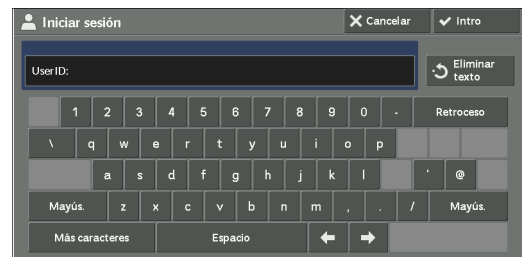 Iniciar sesión Cancelar Intro
UserID:
Eliminar
texto
1 2 3 4 5 6 7 8 9 0 - Retroceso
\ q w e r t y u i o p
a s d f g h j k l ' @
Mayús. z x c v b n m , . / Mayús.
Más caracteres Espacio